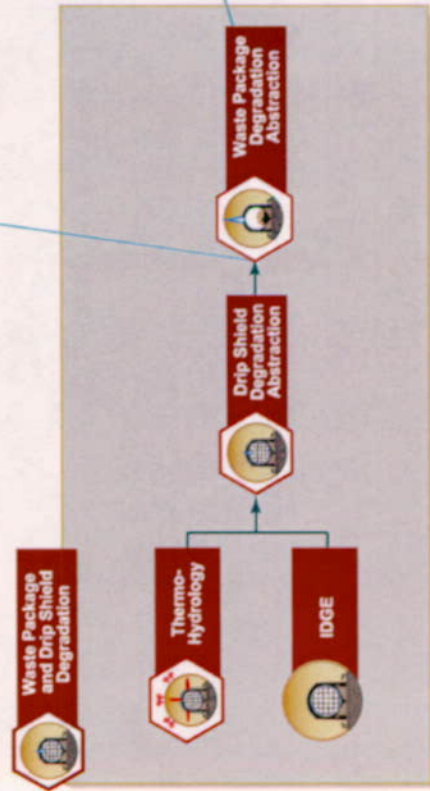 Waste Package
and Drip Shield
Degradation
Thermo-
Hydrology
IDGE
Drip Shield
Degradation
Abstraction
Waste Package
Degradation
Abstraction